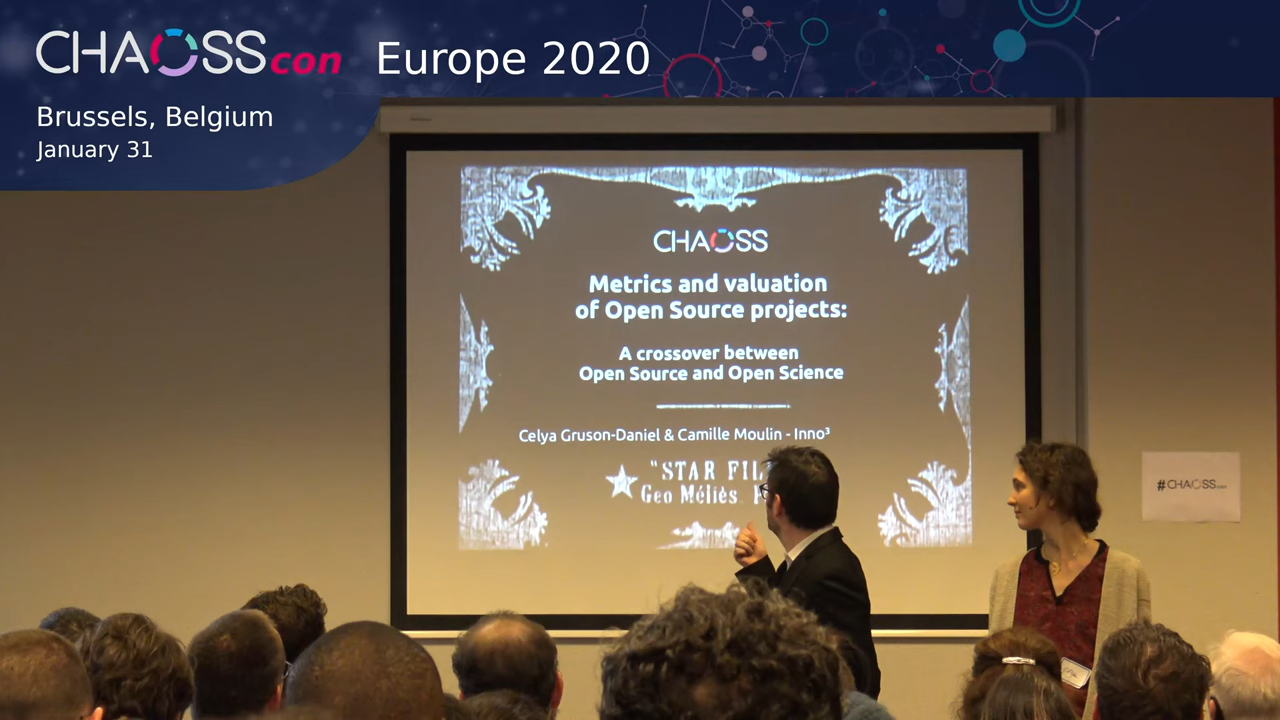 CHAOSScon Europe 2020
Brussels, Belgium
January 31
CHAOSS
Metrics and valuation
of Open Source projects:
A crossover between
Open Source and Open Science
Celya Gruson-Daniel & Camille Moulin - Inno³
"STAR FIL
Geo Méliès.
#CHAOSScon